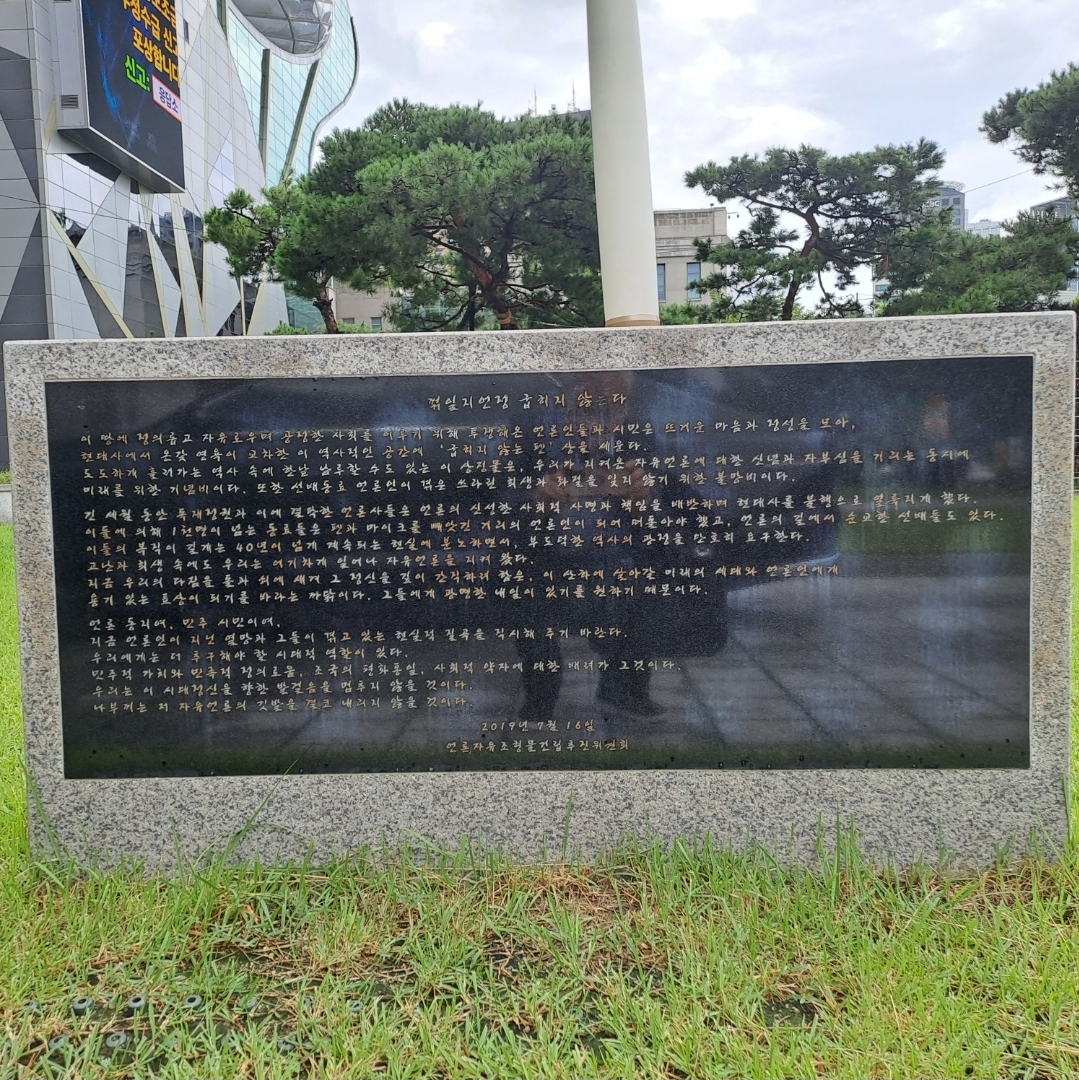 보조금
부정수급 신고
포상합니다
신고:
응답소
꺾일지언정 굽히지 않는다
이 땅에 정의롭고 자유로우며 공정한 사회를 이루기 위해 투쟁해온 언론인들과 시민은 뜨거운 마음과 정성을 모아,
현대사에서 온갖 영욕이 교차한 이 역사적인 공간에 '굽히지 않는 펜' 상을 세운다.
도도하게 흘러가는 역사 속에 한낱 남루할 수도 있는 이 상징물은, 우리가 지켜온 자유언론에 대한 신념과 자부심을 기리는 동시에
미래를 위한 기념비이다. 또한 선배동료 언론인이 겪은 쓰라린 희생과 좌절을 잊지 않기 위한 불망비이다.
긴 세월 동안 독재정권과 이에 결탁한 언론사들은 언론의 신성한 사회적 사명과 책임을 배반하며 현대사를 불행으로 얼룩지게 했다.
이들에 의해 1천명이 넘은 동료들은 펜과 마이크를 빼앗긴 거리의 언론인이 되어 떠돌아야 했고, 언론의 길에서 순교한 선배들도 있다.
이들의 복직이 길게는 40년이 넘게 계속되는 현실에 분노하면서, 부도덕한 역사의 광정을 만료히 요구한다.
고난과 희생 속에도 우리는 여기차게 일어나 자유언론을 지켜 왔다.
지금 우리의 다짐을 돌과 쇠에 새겨 그 정신을 깊이 간직하려 함은, 이 산하에 살아갈 미래의 세대와 언론인에게
용기 있는 표상이 되기를 바라는 까닭이다. 그들에게 광명한 내일이 있기를 원하기 때문이다.
언론 동지여, 민주 시민이여.
지금 언론인이 지닌 열망과 그들이 겪고 있는 현실적 질곡을 직시해 주기 바란다.
우리에게는 더 추구해야 할 시대적 역할이 있다.
민주적 가치와 민족적 정의로움, 조국의 평화통일, 사회적 약자에 대한 배려가 그것이다.
우리는 이 시대정신을 향한 발걸음을 멈추지 않을 것이다.
나부끼는 저 자유언론의 깃발을 결코 내리지 않을 것이다.
2019년 7월 16일
언론자유조형물건립추진위원회